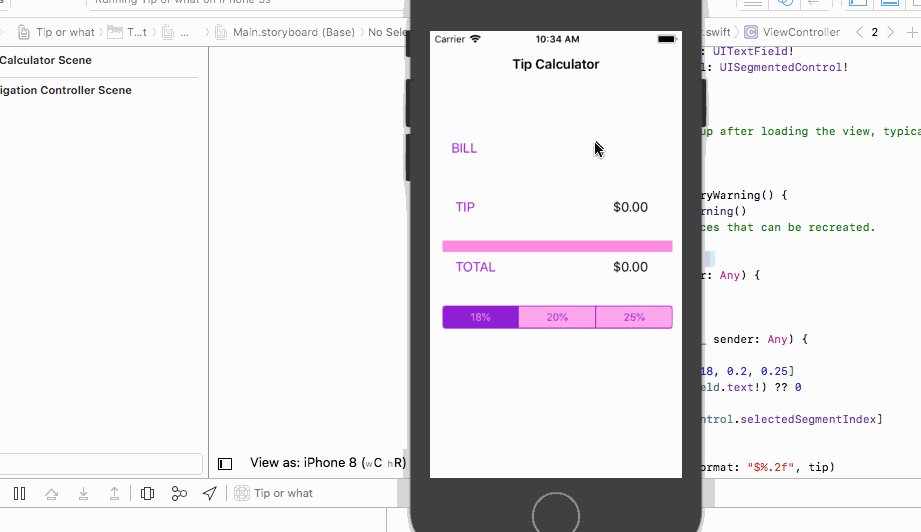 Running Tip or what on iPhone 5s
Tip or what
T...t
...
Main.storyboard (Base)
No Sele
.swift
ViewController
2
Calculator Scene
igation Controller Scene
Carrier
10:34 AM
Tip Calculator
BILL
TIP
$0.00
TOTAL
$0.00
18%
20%
25%
: UITextField!
l: UISegmentedControl!
up after loading the view, typica
ryWarning() {
rning()
ces that can be recreated.
r: Any) {
_ sender: Any) {
18, 0.2, 0.25]
eld.text!) ?? 0
ntrol.selectedSegmentIndex]
ormat: "$%.2f", tip)
View as: iPhone 8 (wC hR)
Tip or what